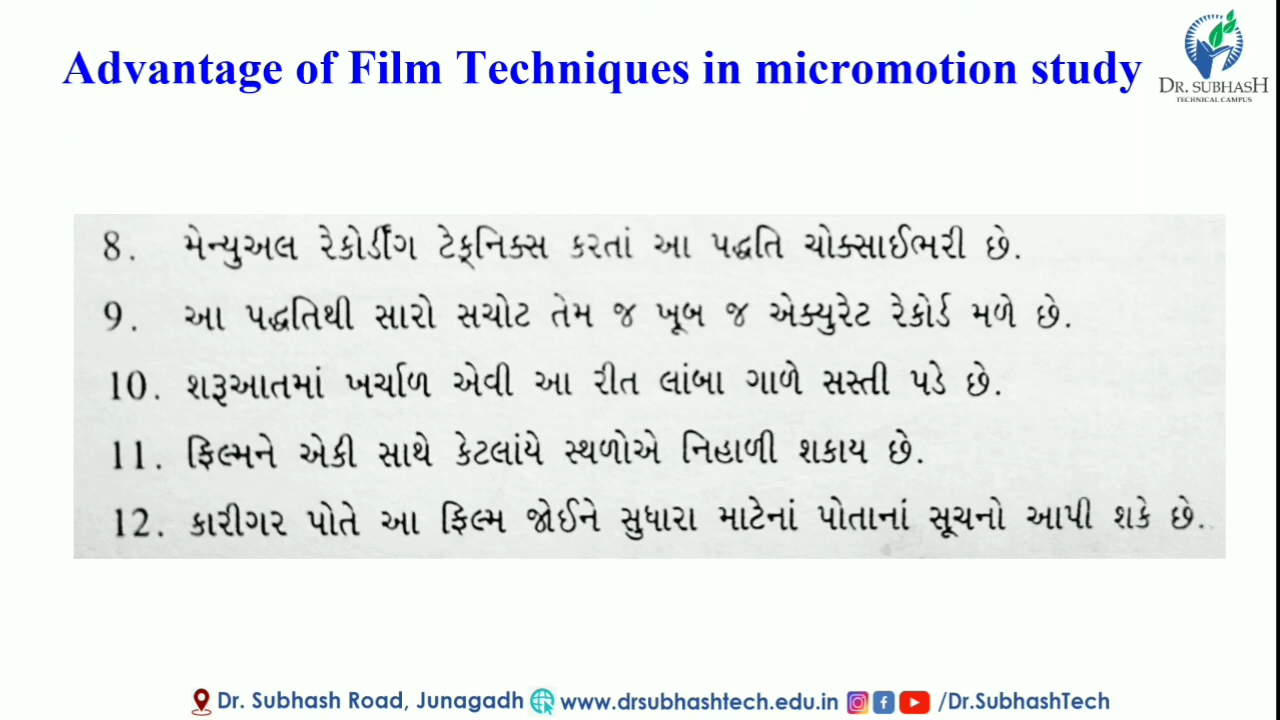 Advantage of Film Techniques in micromotion study
DR. SUBHASH
TECHNICAL CAMPUS
8. મેન્યુઅલ રેકોર્ડીંગ ટેક્નિક્સ કરતાં આ પદ્ધતિ ચોક્સાઈભરી છે.
9. આ પદ્ધતિથી સારો સચોટ તેમ જ ખૂબ જ એક્યુરેટ રેકોર્ડ મળે છે.
10. શરૂઆતમાં ખર્ચાળ એવી આ રીત લાંબા ગાળે સસ્તી પડે છે.
11. ફિલ્મને એકી સાથે કેટલાંયે સ્થળોએ નિહાળી શકાય છે.
12. કારીગર પોતે આ ફિલ્મ જોઈને સુધારા માટેનાં પોતાનાં સૂચનો આપી શકે છે.
Dr. Subhash Road, Junagadh www.drsubhashtech.edu.in /Dr.SubhashTech